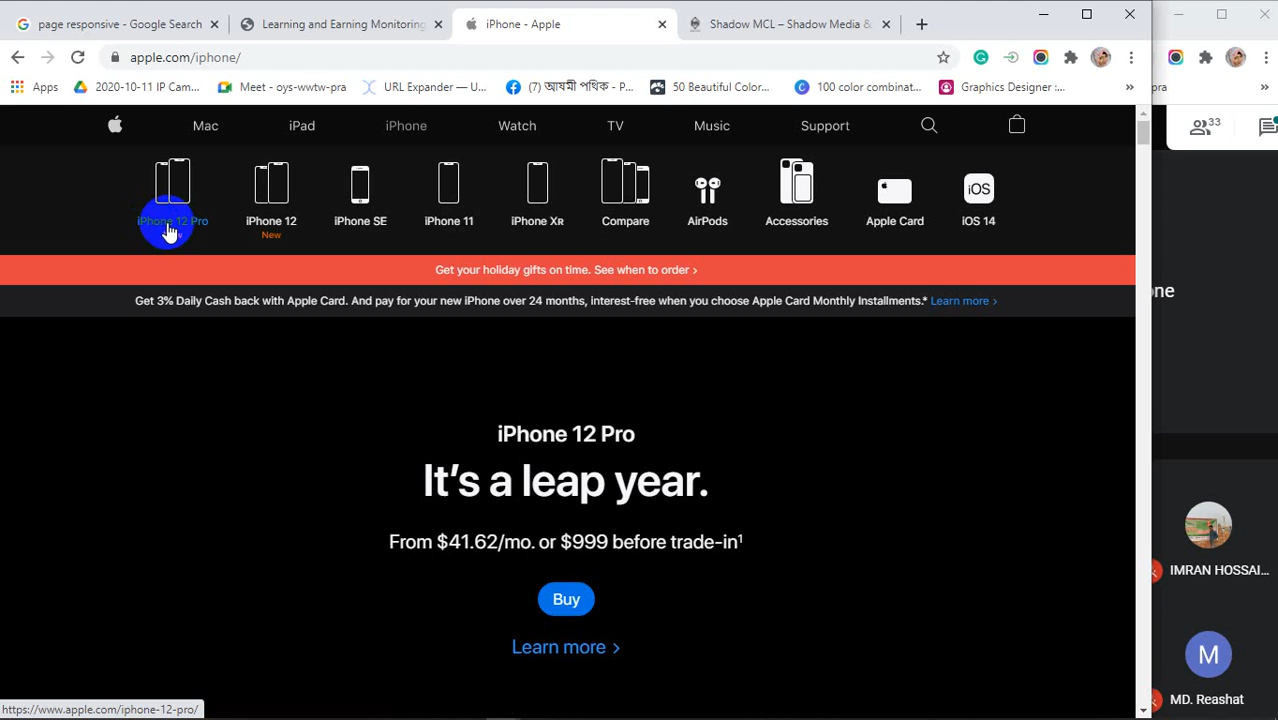 page responsive - Google Search
Learning and Earning Monitoring
iPhone - Apple
Shadow MCL – Shadow Media &
apple.com/iphone/
Apps
2020-10-11 IP Cam...
Meet - oys-wwtw-pra
URL Expander — U...
(7) আযমী পথিক - P...
50 Beautiful Color...
100 color combinat...
Graphics Designer :...
»
pra
»
Mac
iPad
iPhone
Watch
TV
Music
Support
33
iPhone 12 Pro
iPhone 12
New
iPhone SE
iPhone 11
iPhone XR
Compare
AirPods
Accessories
Apple Card
iOS
iOS 14
Get your holiday gifts on time. See when to order >
Get 3% Daily Cash back with Apple Card. And pay for your new iPhone over 24 months, interest-free when you choose Apple Card Monthly Installments.* Learn more >
one
iPhone 12 Pro
It's a leap year.
From $41.62/mo. or $999 before trade-in¹
Buy
Learn more >
IMRAN HOSSAI...
M
MD. Reashat
https://www.apple.com/iphone-12-pro/